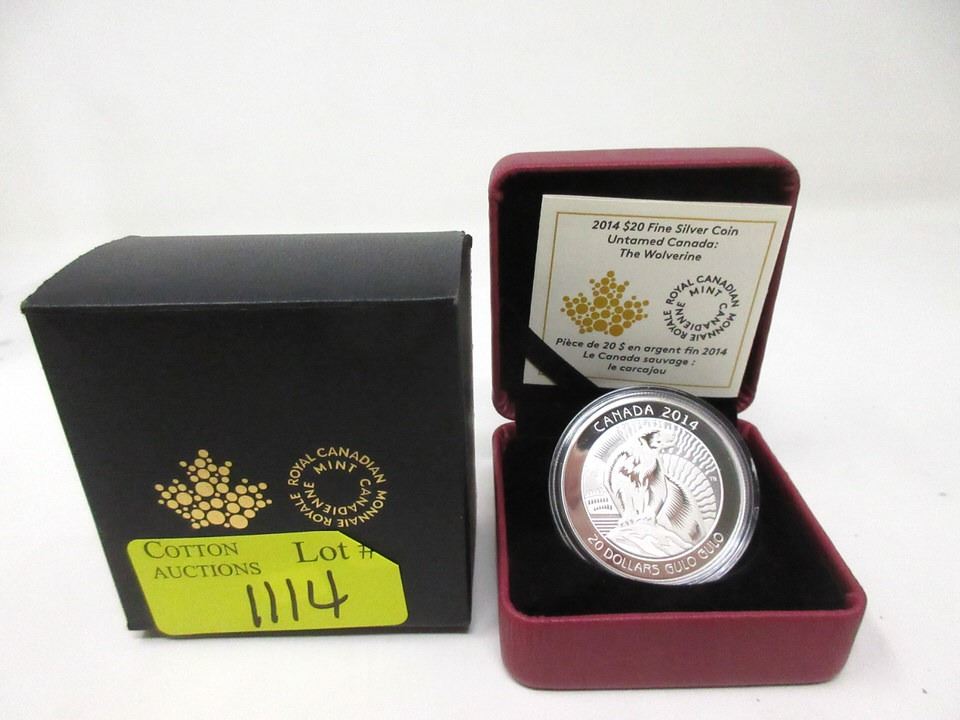 2014 $20 Fine Silver Coin
Untamed Canada:
The Wolverine
ROYAL CANADIAN MINT
MONNAIE ROYALE CANADIENNE
Pièce de 20 $ en argent fin 2014
Le Canada sauvage :
le carcajou
CANADA 2014
20 DOLLARS GULO GULO
ROYAL CANADIAN MINT
MONNAIE ROYALE CANADIENNE
COTTON Lot #
AUCTIONS
1114